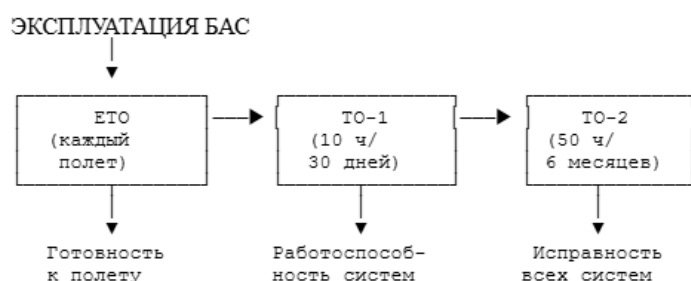 ЭКСПЛУАТАЦИЯ БАС
ЕТО
(каждый
полет)
ТО-1
(10 ч/
30 дней)
ТО-2
(50 ч/
6 месяцев)
Готовность
к полету
Работоспособ-
ность систем
Исправность
всех систем